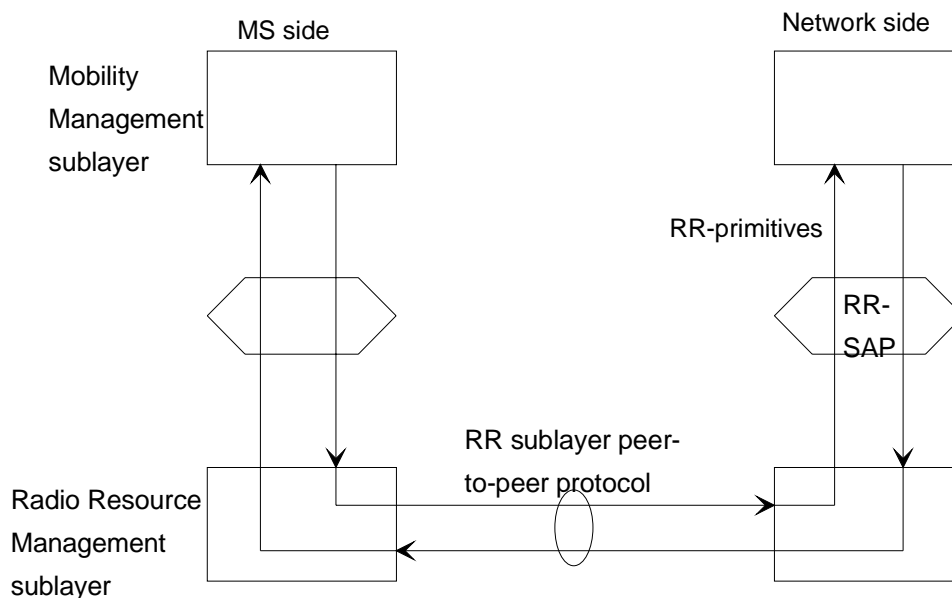 MS side
Network side
Mobility
Management
sublayer
RR-primitives
RR-
SAP
RR sublayer peer-
to-peer protocol
Radio Resource
Management
sublayer